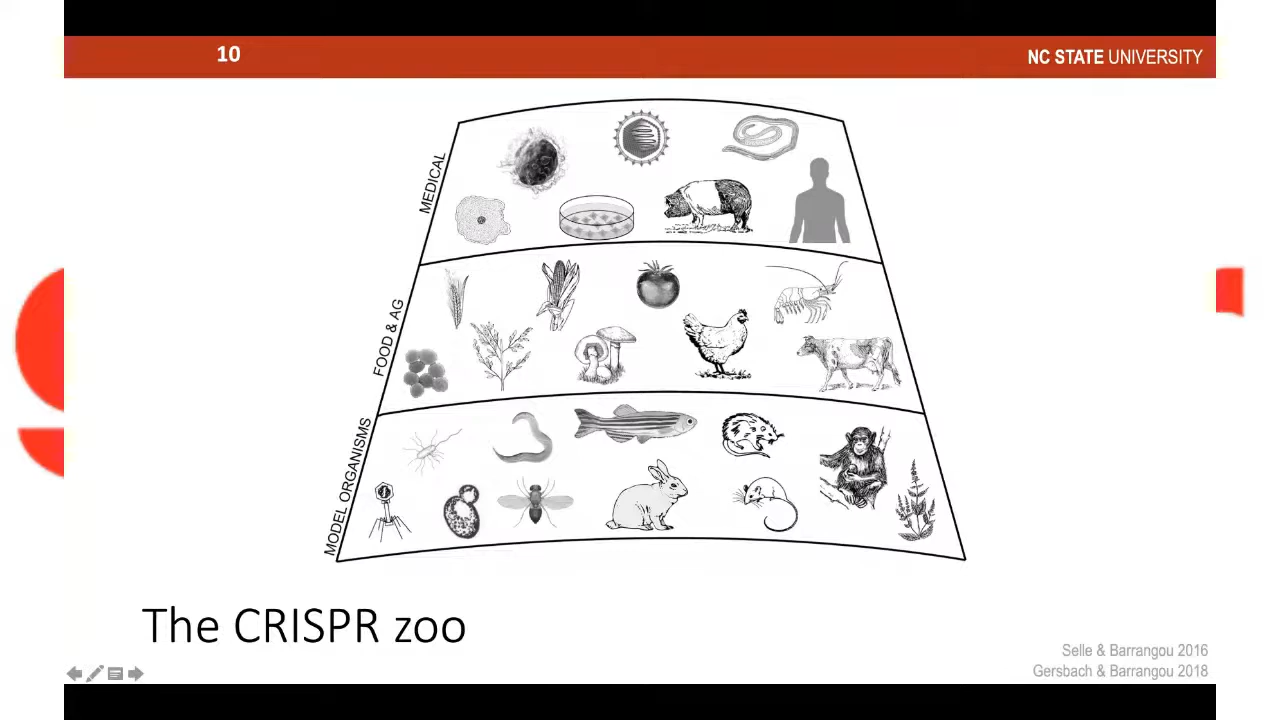 10
NC STATE UNIVERSITY
MEDICAL
FOOD & AG
MODEL ORGANISMS
The CRISPR zoo
Selle & Barrangou 2016
Gersbach & Barrangou 2018